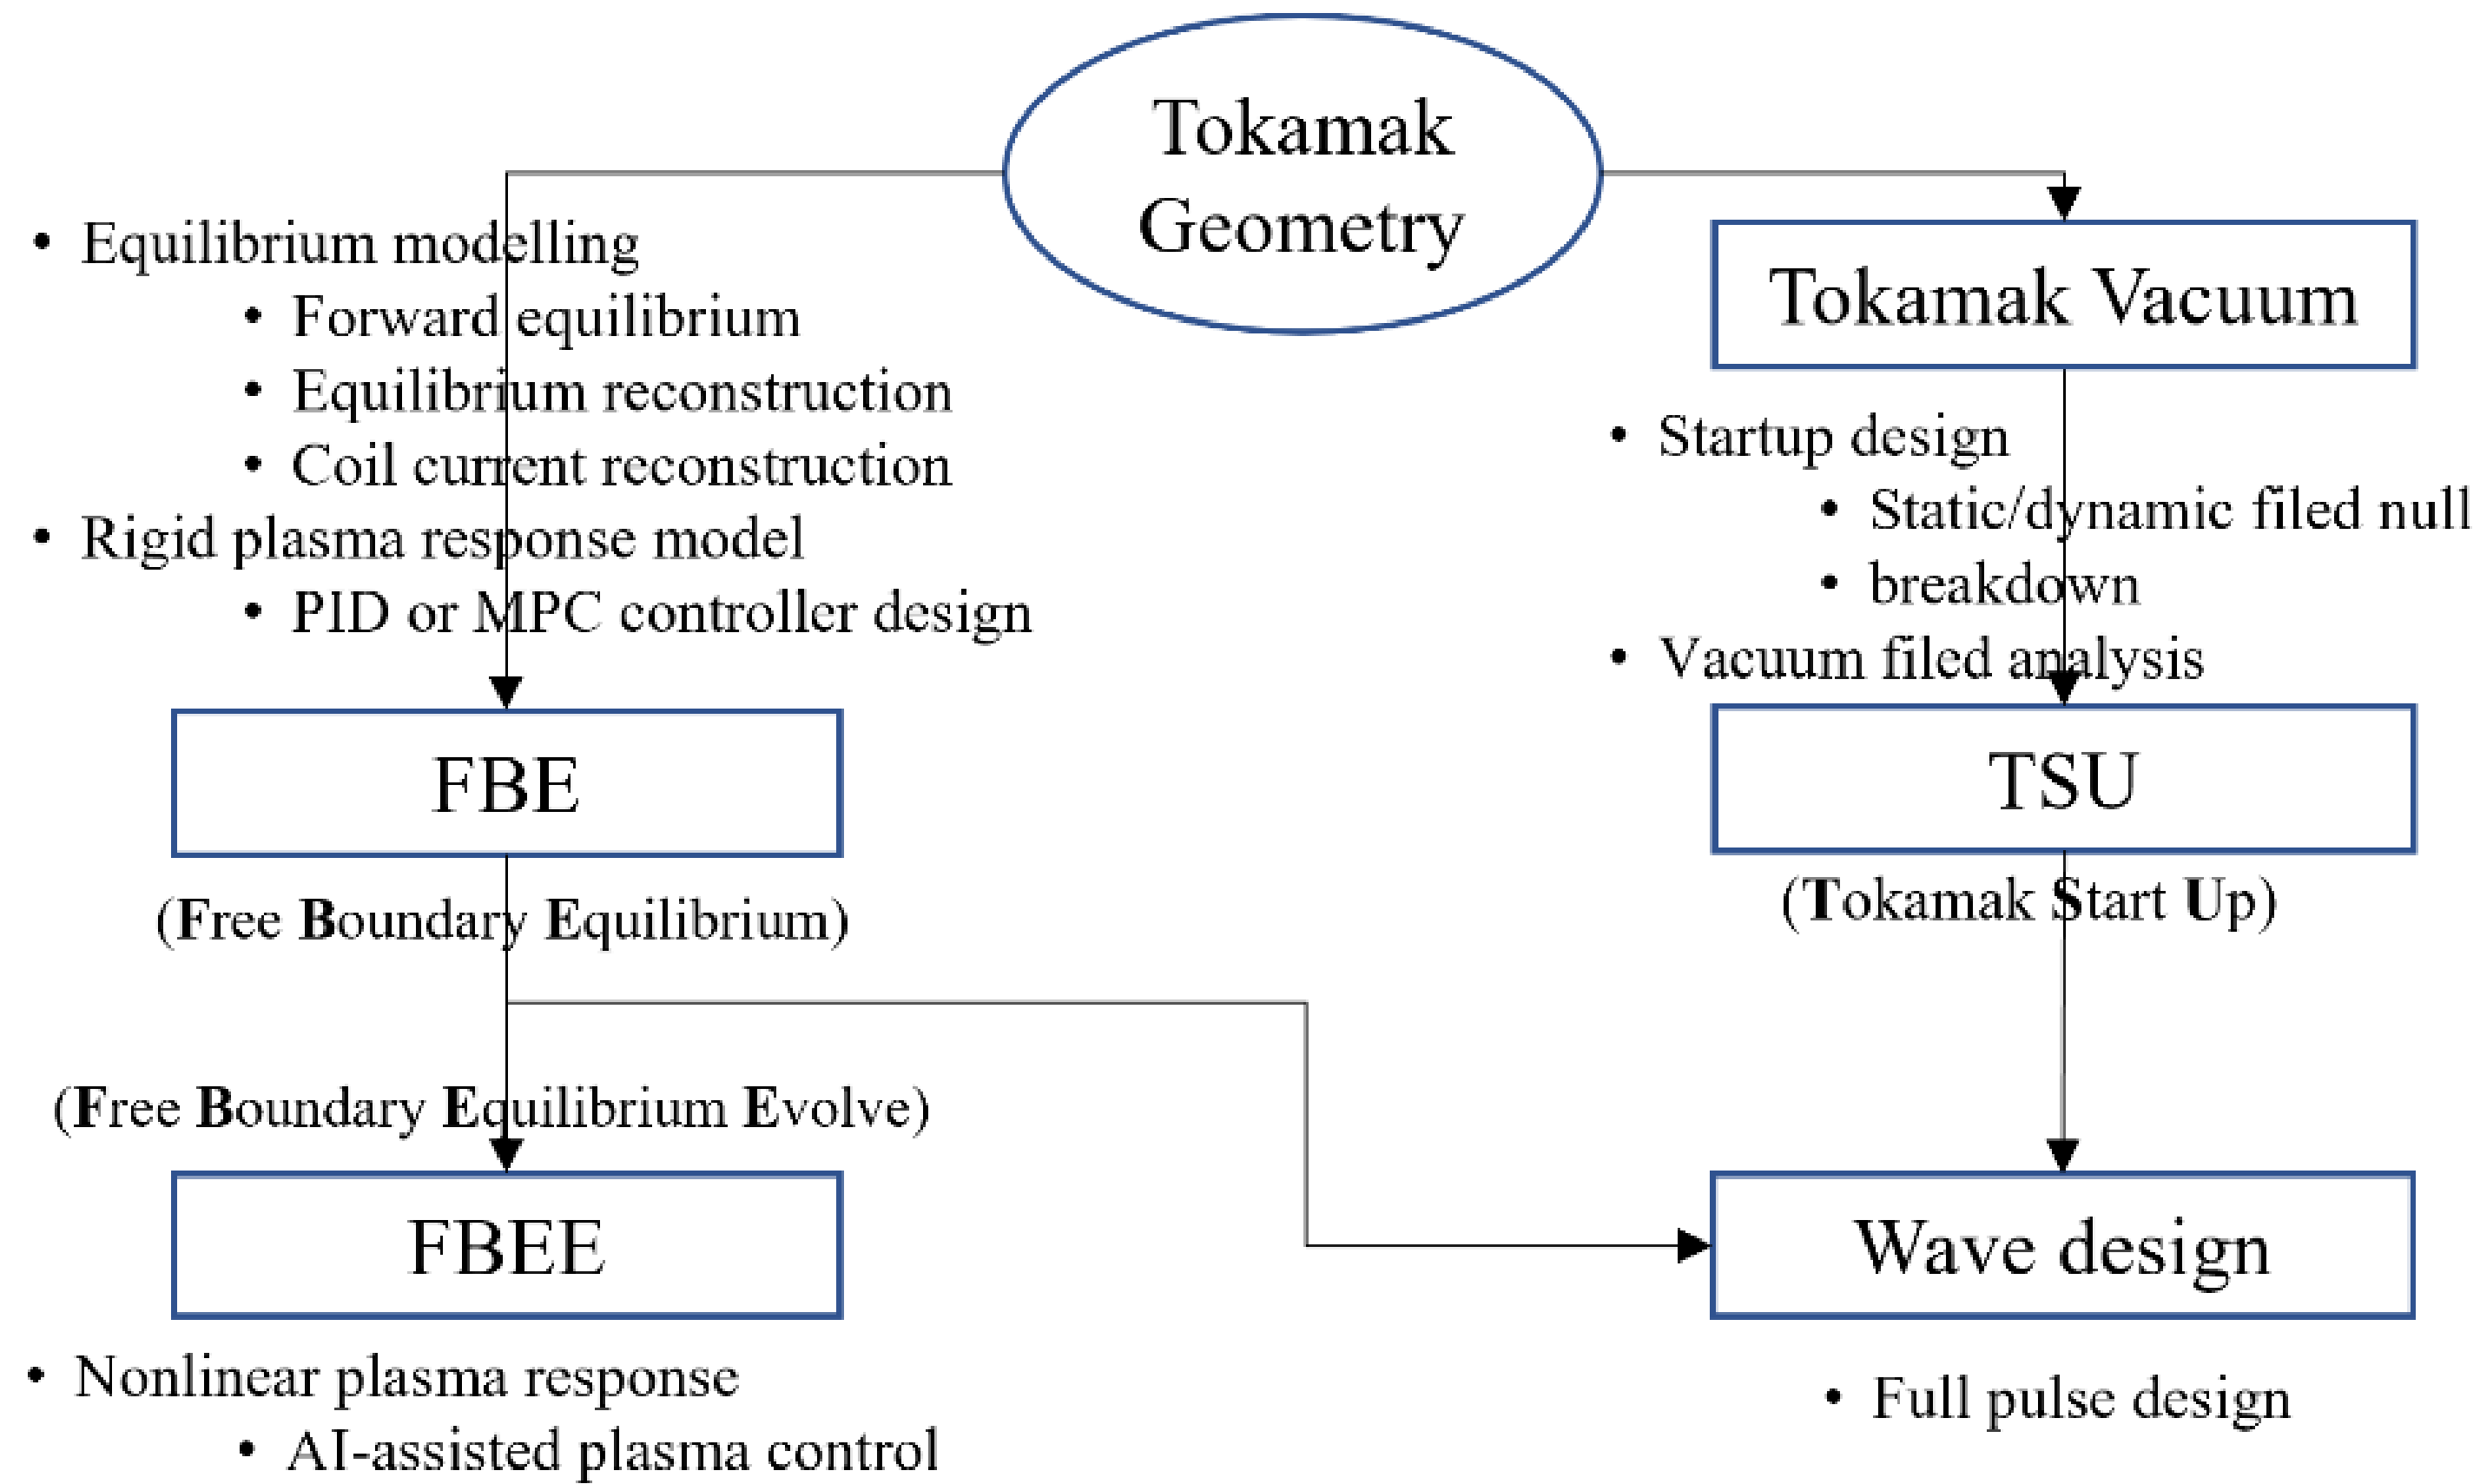 Tokamak
Geometry
• Equilibrium modelling
• Forward equilibrium
• Equilibrium reconstruction
• Coil current reconstruction
• Rigid plasma response model
• PID or MPC controller design
FBE
(Free Boundary Equilibrium)
(Free Boundary Equilibrium Evolve)
FBEE
• Nonlinear plasma response
• AI-assisted plasma control
Tokamak Vacuum
• Startup design
• Static/dynamic filed null
• breakdown
• Vacuum filed analysis
TSU
(Tokamak Start Up)
Wave design
• Full pulse design